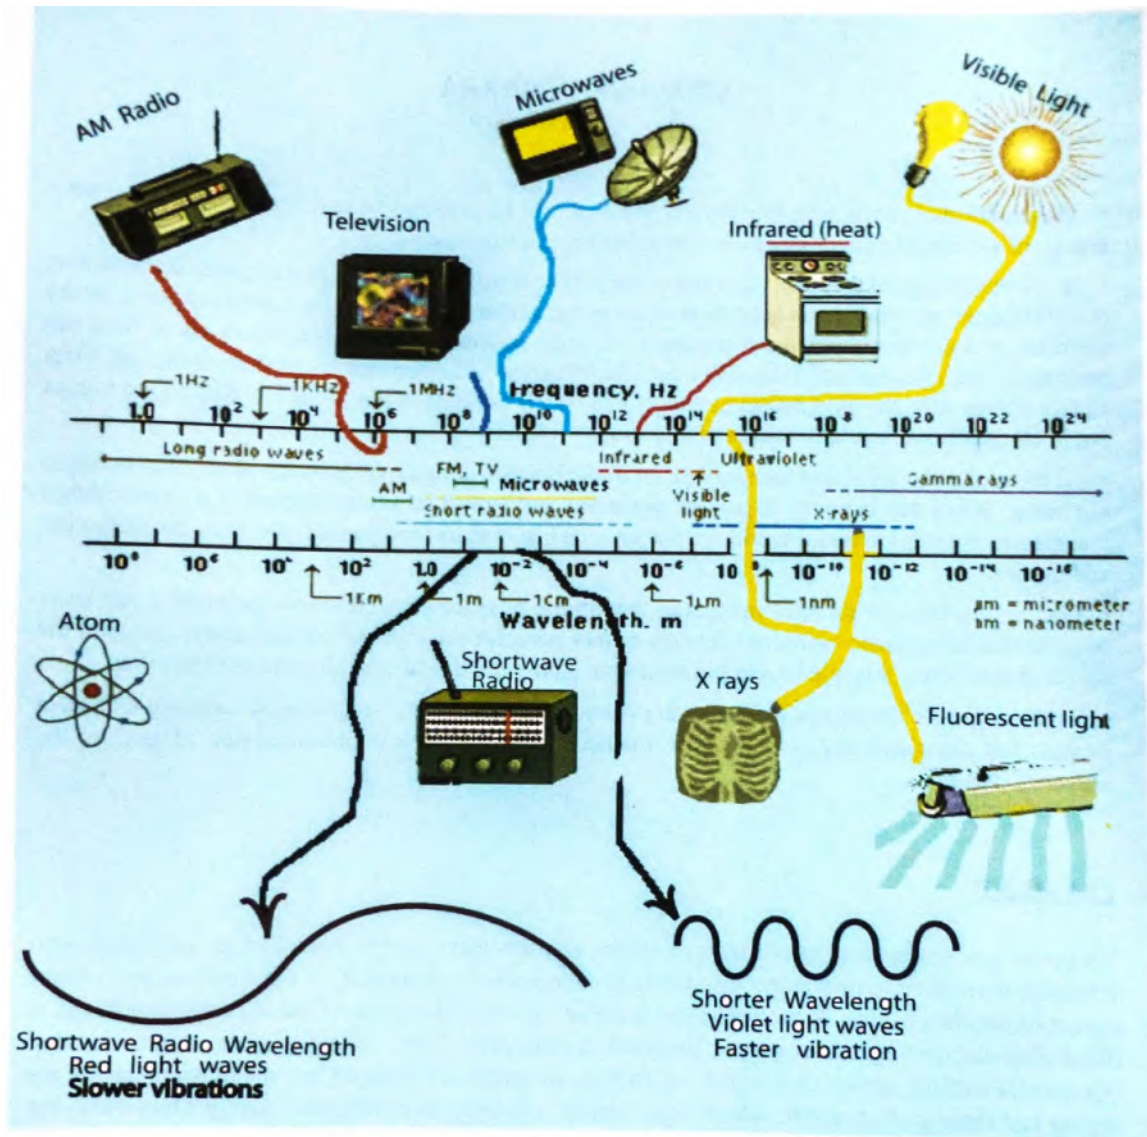 AM Radio
Microwaves
Visible Light
Television
Infrared (heat)
1Hz
1KHz
1MHz
Frequency, Hz
1.0 10² 10⁴ 10⁶ 10⁸ 10¹⁰ 10¹² 10¹⁴ 10¹⁶ 10 8 10²⁰ 10²² 10²⁴
Long radio waves
FM, TV
Infrared
Ultraviolet
Gamma rays
AM
Microwaves
Visible
light
Short radio waves
X-rays
10⁶ 10² 1.0 10⁻² 10⁻⁴ 10⁻⁶ 10⁻¹⁰ 10⁻¹² 10⁻¹⁴
1Km
1m
1Cm
1µm
1nm
Wavelength, m
µm = micrometer
nm = nanometer
Atom
Shortwave
Radio
X rays
Fluorescent light
Shortwave Radio Wavelength
Red light waves
Slower vibrations
Shorter Wavelength
Violet light waves
Faster vibration